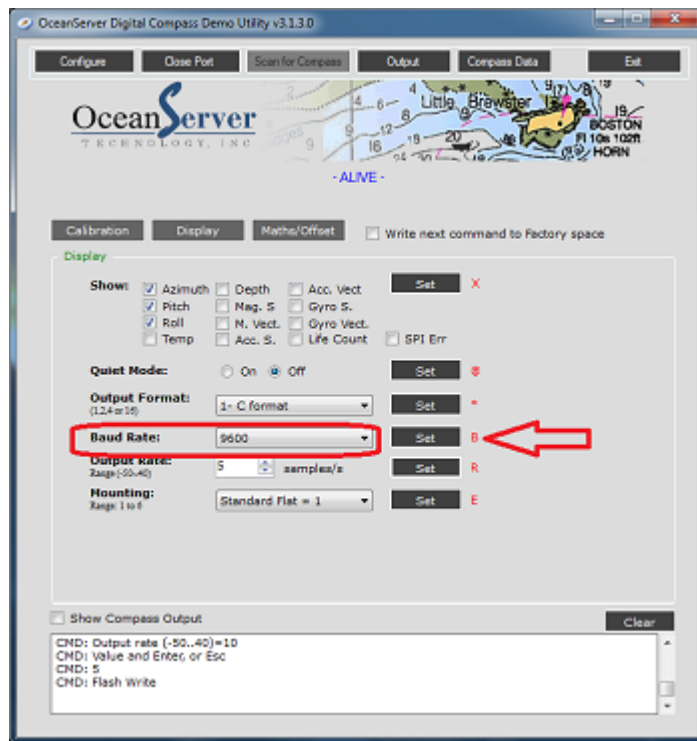 OceanServer Digital Compass Demo Utility v3.1.3.0
Configure Close Port Scan for Compass Output Compass Data Exit
OceanServer
TECHNOLOGY, INC
Little Brewster
BOSTON
Fl 10s 102ft
HORN
- ALIVE -
Calibration Display Maths/Offset Write next command to Factory space
Display
Show: Azimuth Depth Acc. Vect Set X
Pitch Mag. S Gyro S.
Roll M. Vect. Gyro Vect.
Temp Acc. S. Life Count SPI Err
Quiet Mode: On Off Set
Output Format: 1- C format Set *
(1,2,4 or 16)
Baud Rate: 9600 Set B
Output Rate: 5 samples/s Set R
Range (-50..40)
Mounting: Standard Flat = 1 Set E
Range: 1 to 6
Show Compass Output Clear
CMD: Output rate (-50..40)=10
CMD: Value and Enter, or Esc
CMD: 5
CMD: Flash Write